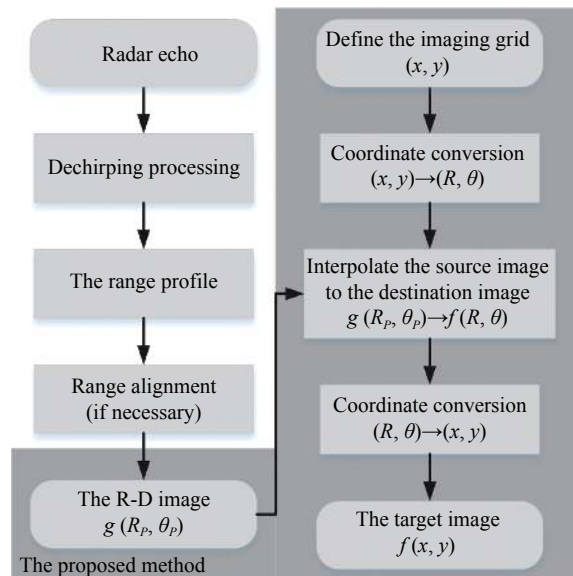 Radar echo
Dechirping processing
The range profile
Range alignment
(if necessary)
The R-D image
g (R_P, θ_P)
The proposed method
Define the imaging grid
(x, y)
Coordinate conversion
(x, y)→(R, θ)
Interpolate the source image
to the destination image
g (R_P, θ_P)→f (R, θ)
Coordinate conversion
(R, θ)→(x, y)
The target image
f (x, y)